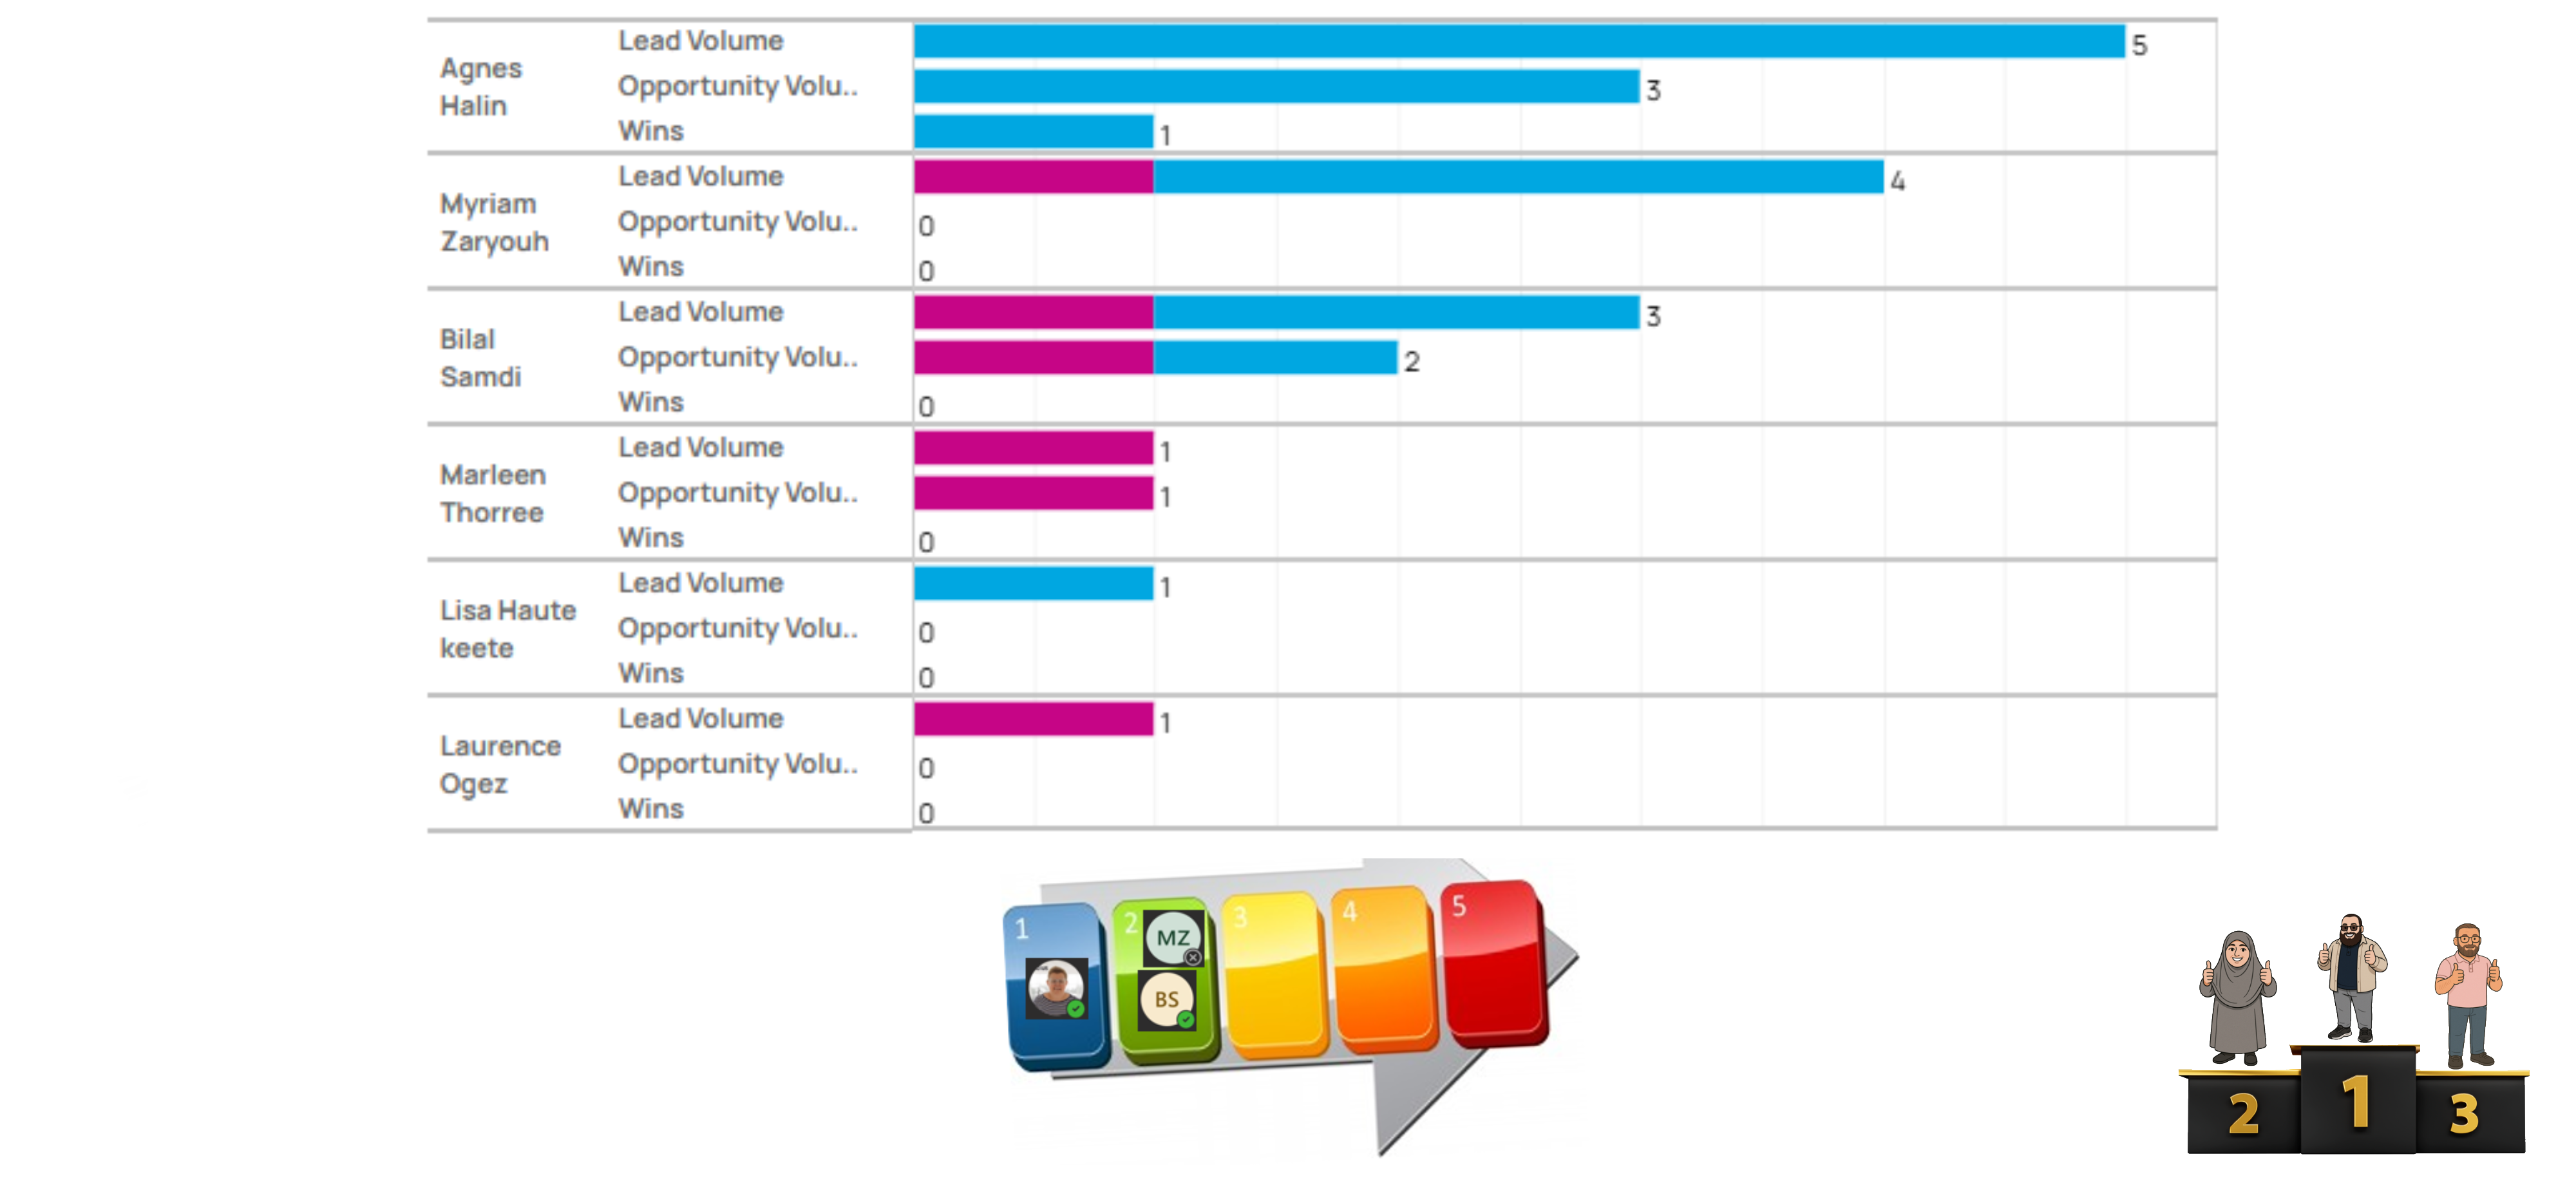 Lead Volume 5
Agnes Halin
Opportunity Volu.. 3
Wins 1
Lead Volume 4
Myriam Zaryouh
Opportunity Volu.. 0
Wins 0
Lead Volume 3
Bilal Samdi
Opportunity Volu.. 2
Wins 0
Lead Volume 1
Marleen Thorree
Opportunity Volu.. 1
Wins 0
Lead Volume 1
Lisa Haute keete
Opportunity Volu.. 0
Wins 0
Lead Volume 1
Laurence Ogez
Opportunity Volu.. 0
Wins 0
1 2 3 4 5
MZ
BS
2 1 3